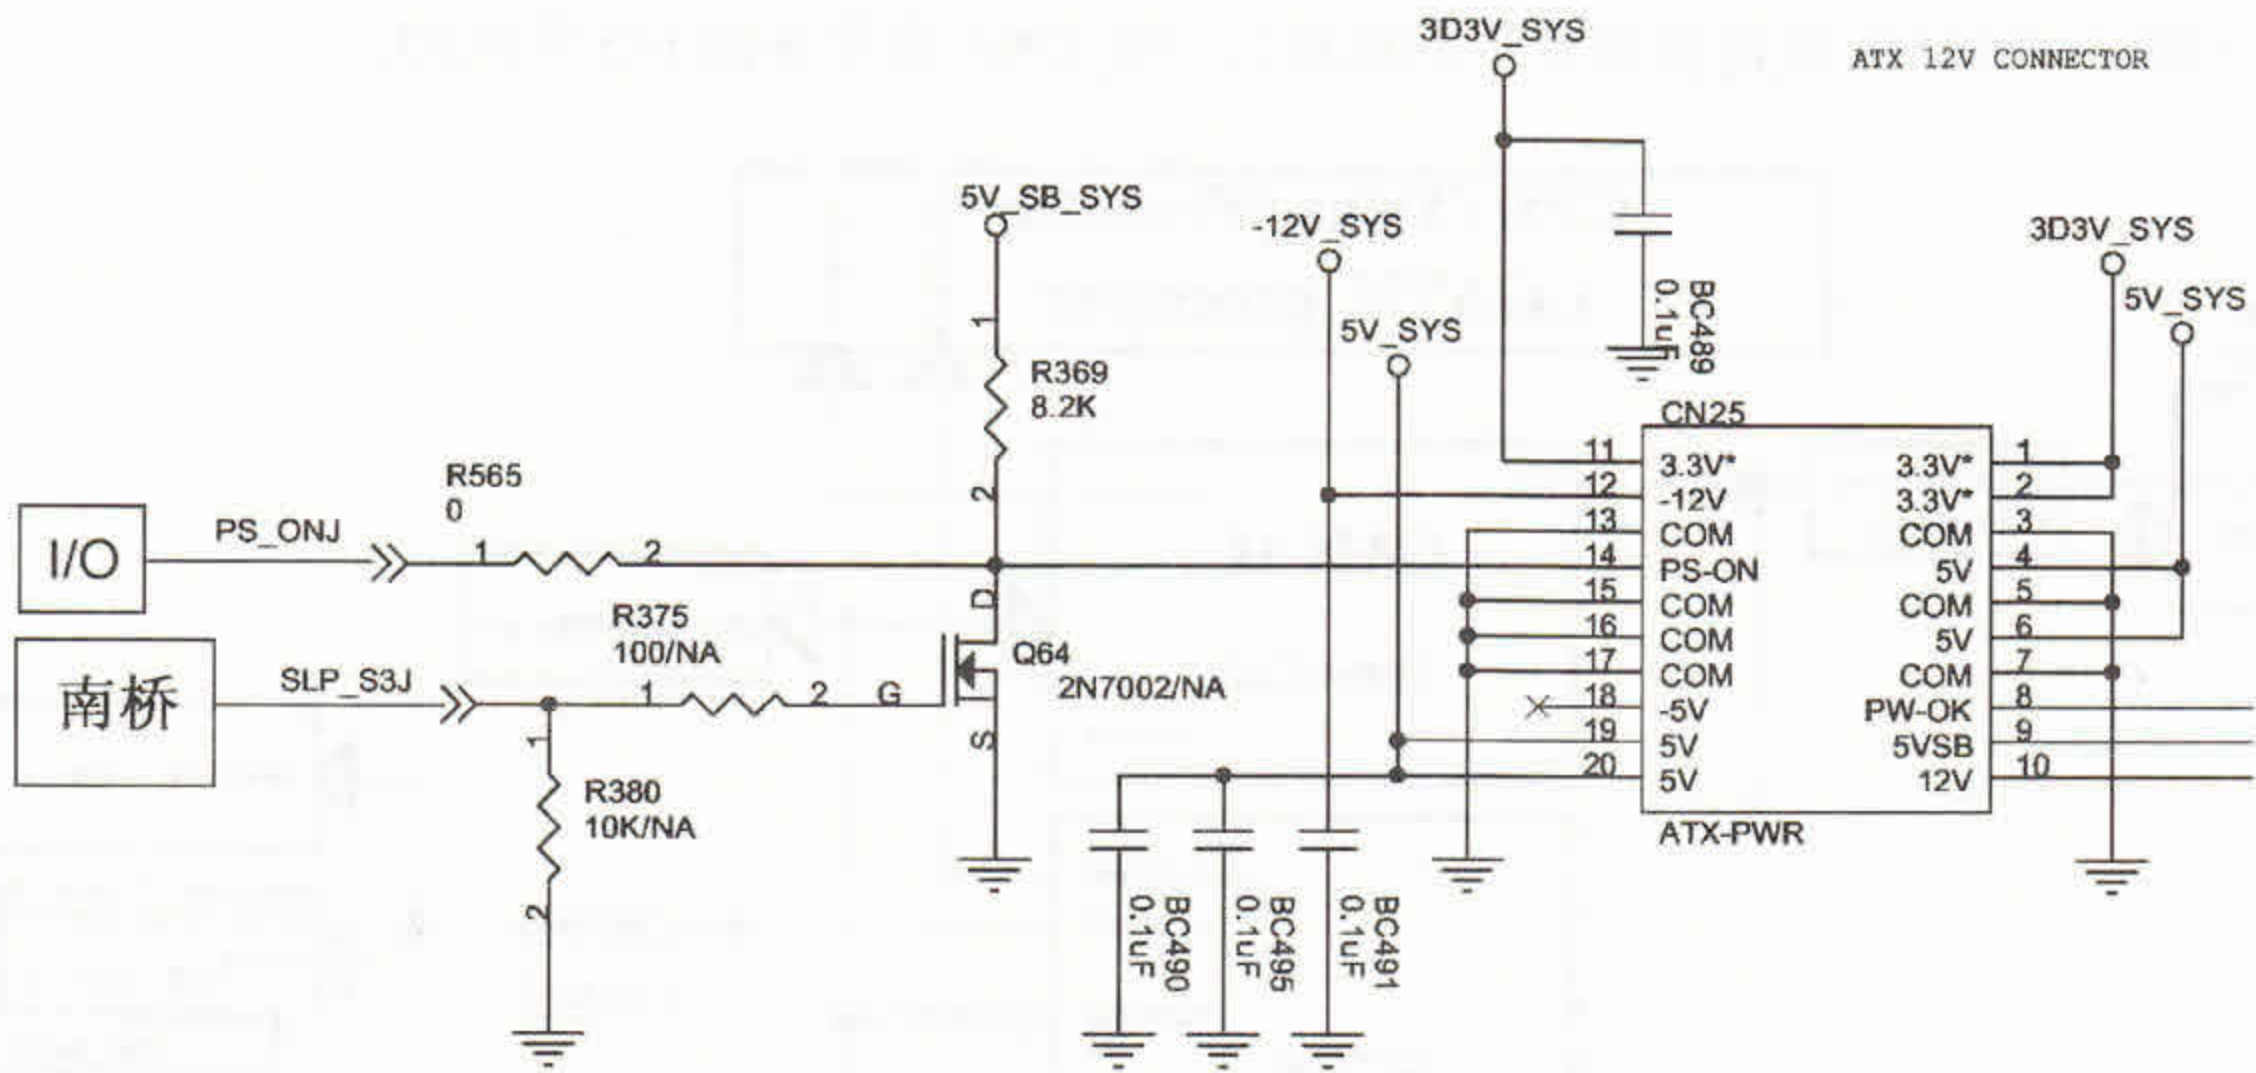 3D3V_SYS
ATX 12V CONNECTOR
5V_SB_SYS
-12V_SYS
3D3V_SYS
5V_SYS
5V_SYS
BC489
0.1uF
1
R369
8.2K
2
CN25
R565
0
I/O
PS_ONJ
1
2
D
R375
100/NA
Q64
2N7002/NA
南桥
SLP_S3J
1
2
G
S
1
R380
10K/NA
2
11 3.3V* 3.3V* 1
12 -12V 3.3V* 2
13 COM COM 3
14 PS-ON 5V 4
15 COM COM 5
16 COM 5V 6
17 COM COM 7
18 -5V PW-OK 8
19 5V 5VSB 9
20 5V 12V 10
ATX-PWR
BC490
0.1uF
BC495
0.1uF
BC491
0.1uF